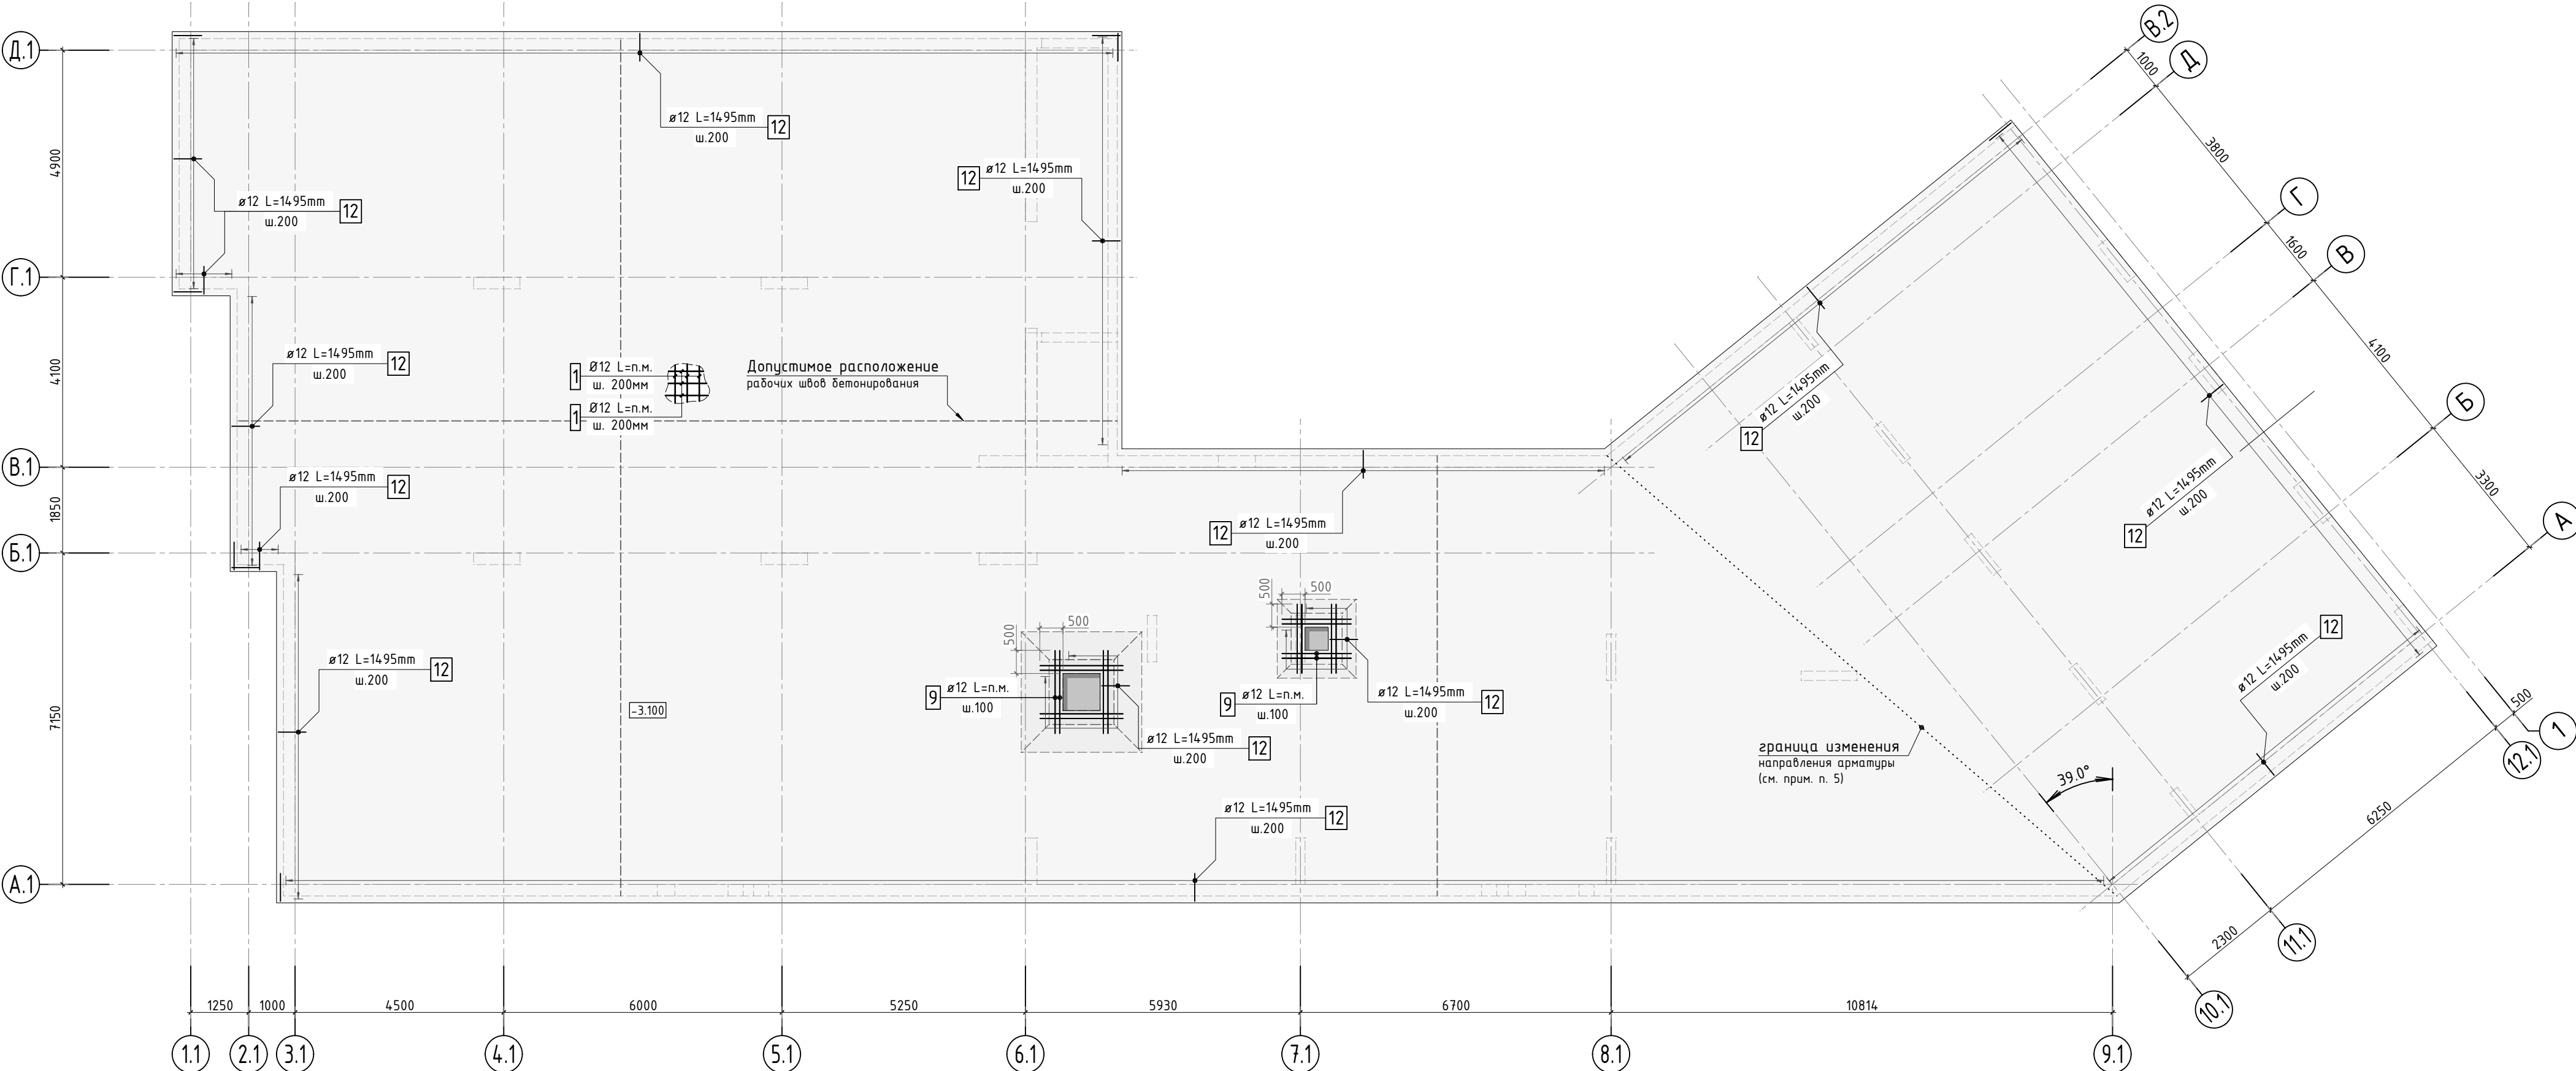 Д.1
В.2
1000
Д
ø12 L=1495mm
12
ш.200
3800
4900
12
ø12 L=1495mm
ш.200
ø12 L=1495mm
12
ш.200
Г
1600
В
Г.1
ø12 L=1495mm
12
ш.200
1
Ø12 L=п.м.
ш. 200мм
1
Ø12 L=п.м.
ш. 200мм
Допустимое расположение
рабочих швов бетонирования
4100
4100
ø12 L=1495mm
ш.200
12
Б
В.1
ø12 L=1495mm
12
ш.200
1850
12
ø12 L=1495mm
ш.200
ø12 L=1495mm
ш.200
12
3300
А
Б.1
500
500
500
500
ø12 L=1495mm
12
ш.200
ø12 L=1495mm
ш.200
12
9
ø12 L=п.м.
ш.100
9
ø12 L=п.м.
ш.100
ø12 L=1495mm
12
ш.200
7150
-3.100
ø12 L=1495mm
12
ш.200
граница изменения
направления арматуры
(см. прим. п. 5)
39.0°
500
1
12.1
ø12 L=1495mm
12
ш.200
6250
А.1
2300
11.1
10.1
1250
1000
4500
6000
5250
5930
6700
10814
1.1
2.1
3.1
4.1
5.1
6.1
7.1
8.1
9.1